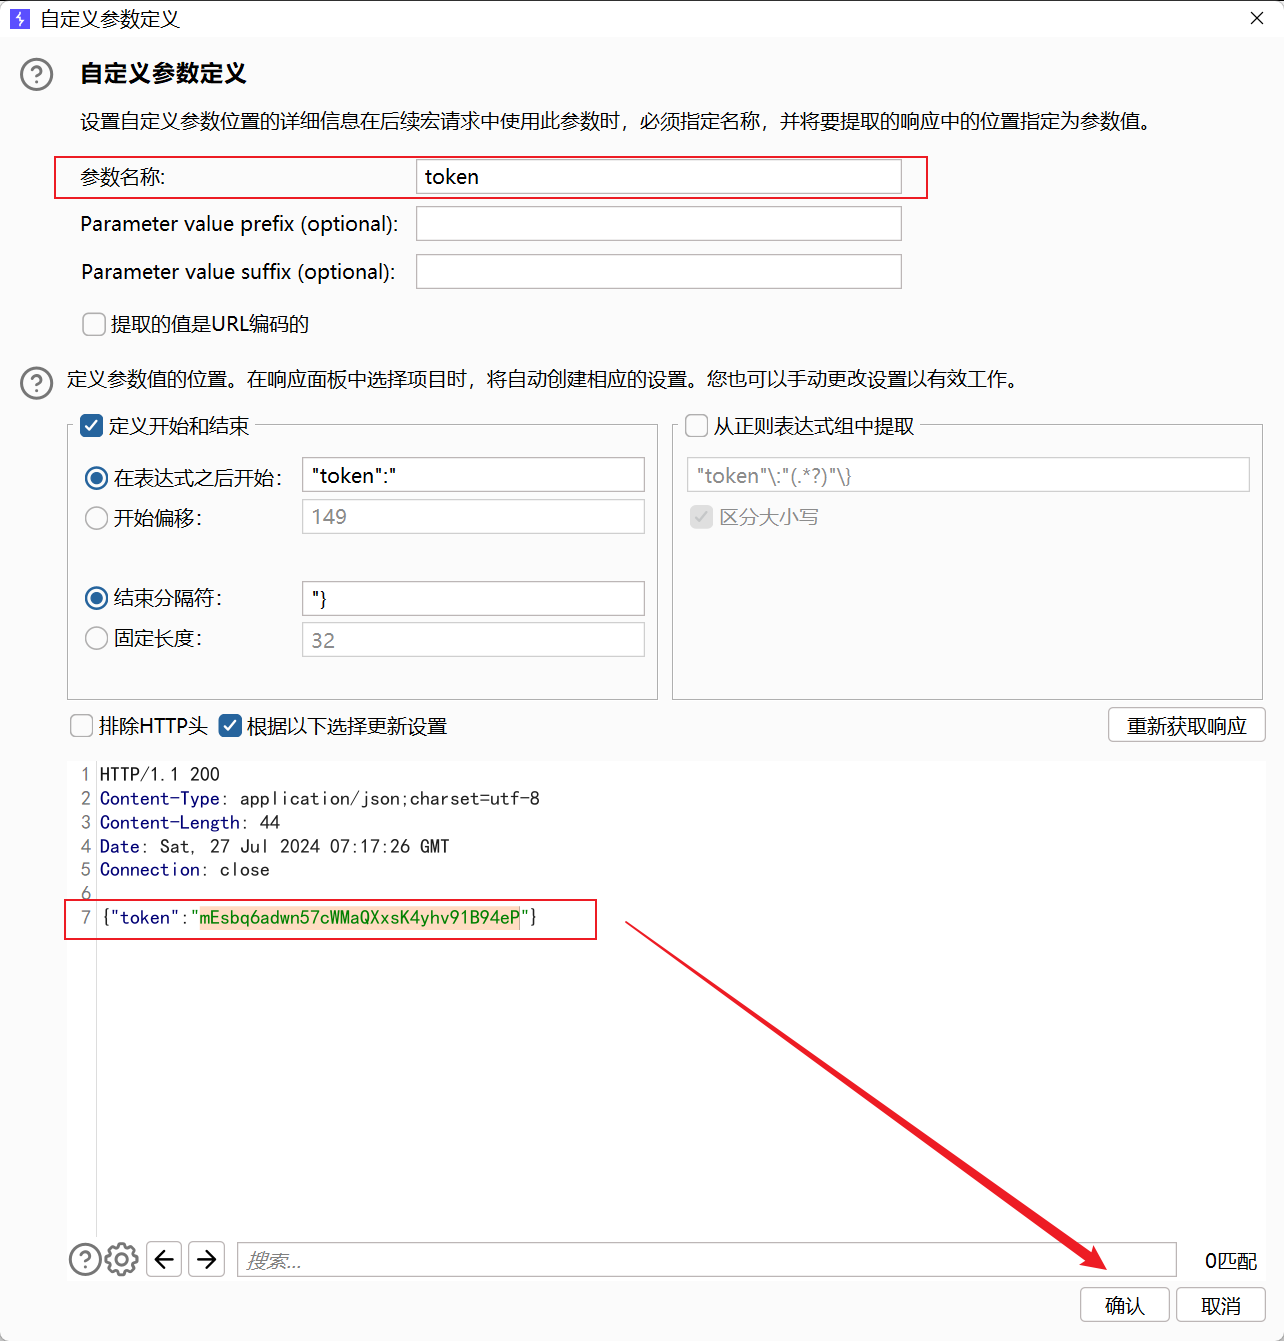 自定义参数定义
自定义参数定义
设置自定义参数位置的详细信息在后续宏请求中使用此参数时，必须指定名称，并将要提取的响应中的位置指定为参数值。
参数名称:
token
Parameter value prefix (optional):
Parameter value suffix (optional):
提取的值是URL编码的
定义参数值的位置。在响应面板中选择项目时，将自动创建相应的设置。您也可以手动更改设置以有效工作。
定义开始和结束
在表达式之后开始:
"token":"
开始偏移:
149
结束分隔符:
"}
固定长度:
32
从正则表达式组中提取
"token"\:"(.*?)"\}
区分大小写
排除HTTP头
根据以下选择更新设置
重新获取响应
1 HTTP/1.1 200
2 Content-Type: application/json;charset=utf-8
3 Content-Length: 44
4 Date: Sat, 27 Jul 2024 07:17:26 GMT
5 Connection: close
6
7 {"token":"mEsbq6adwn57cWMaQXxsK4yhv91B94eP"}
搜索...
0匹配
确认
取消